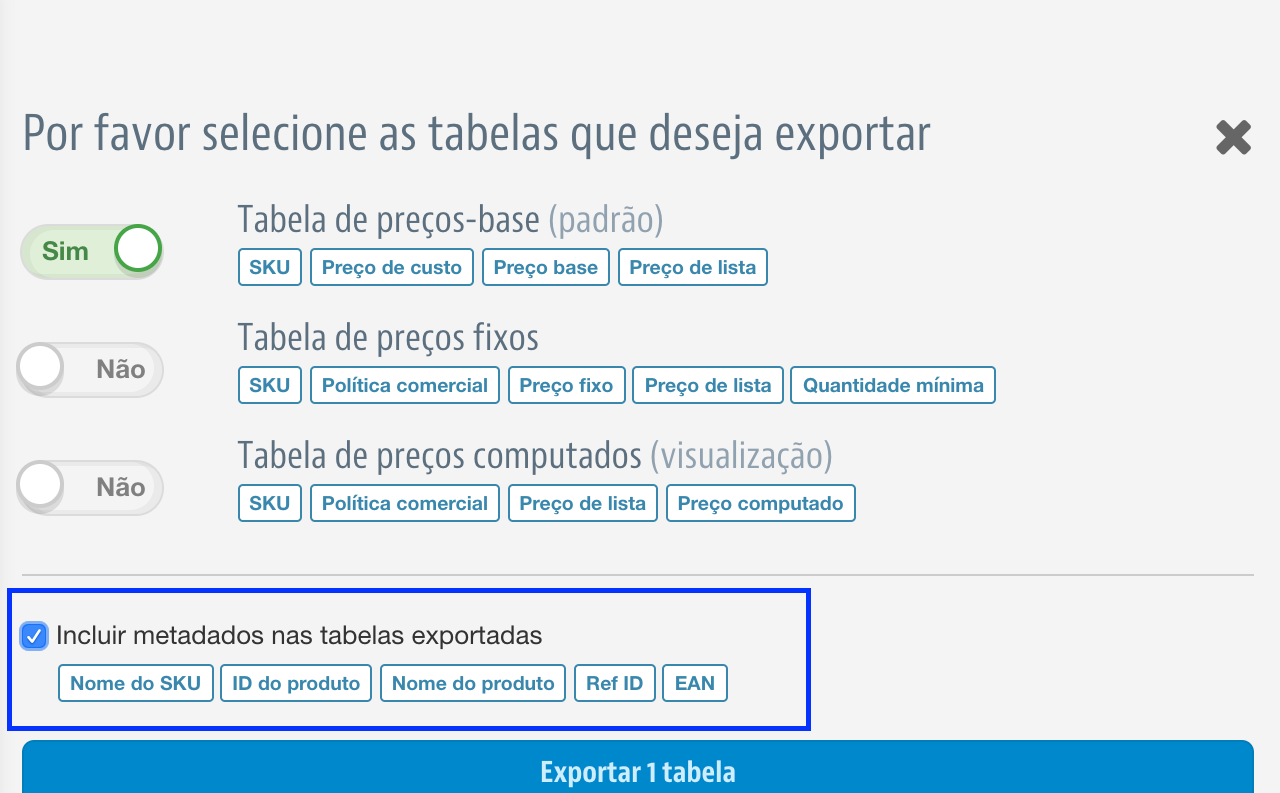 Por favor selecione as tabelas que deseja exportar
Sim
Tabela de preços-base (padrão)
SKU Preço de custo Preço base Preço de lista
Não
Tabela de preços fixos
SKU Política comercial Preço fixo Preço de lista Quantidade mínima
Não
Tabela de preços computados (visualização)
SKU Política comercial Preço de lista Preço computado
Incluir metadados nas tabelas exportadas
Nome do SKU ID do produto Nome do produto Ref ID EAN
Exportar 1 tabela